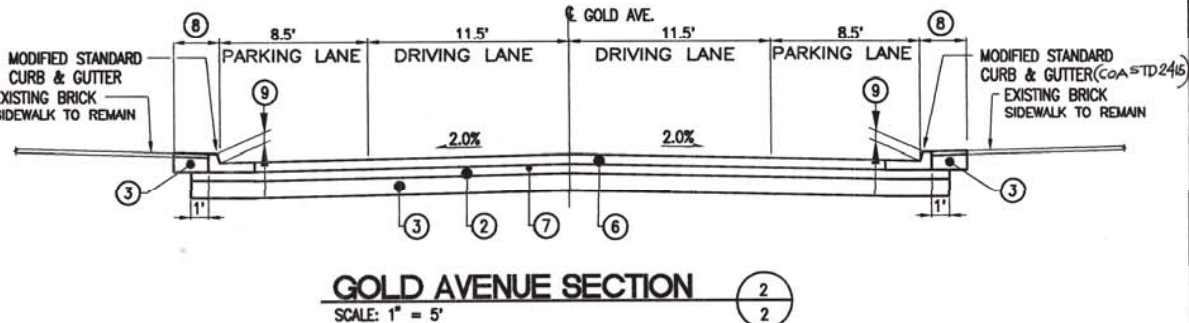 ℄ GOLD AVE.
8 8.5' 11.5' 11.5' 8.5' 8
PARKING LANE DRIVING LANE DRIVING LANE PARKING LANE
MODIFIED STANDARD
CURB & GUTTER
EXISTING BRICK
SIDEWALK TO REMAIN
MODIFIED STANDARD
CURB & GUTTER (COA STD 2415)
EXISTING BRICK
SIDEWALK TO REMAIN
9 9
2.0% 2.0%
3 3
1' 1'
3 2 7 6
GOLD AVENUE SECTION 2
SCALE: 1" = 5' 2